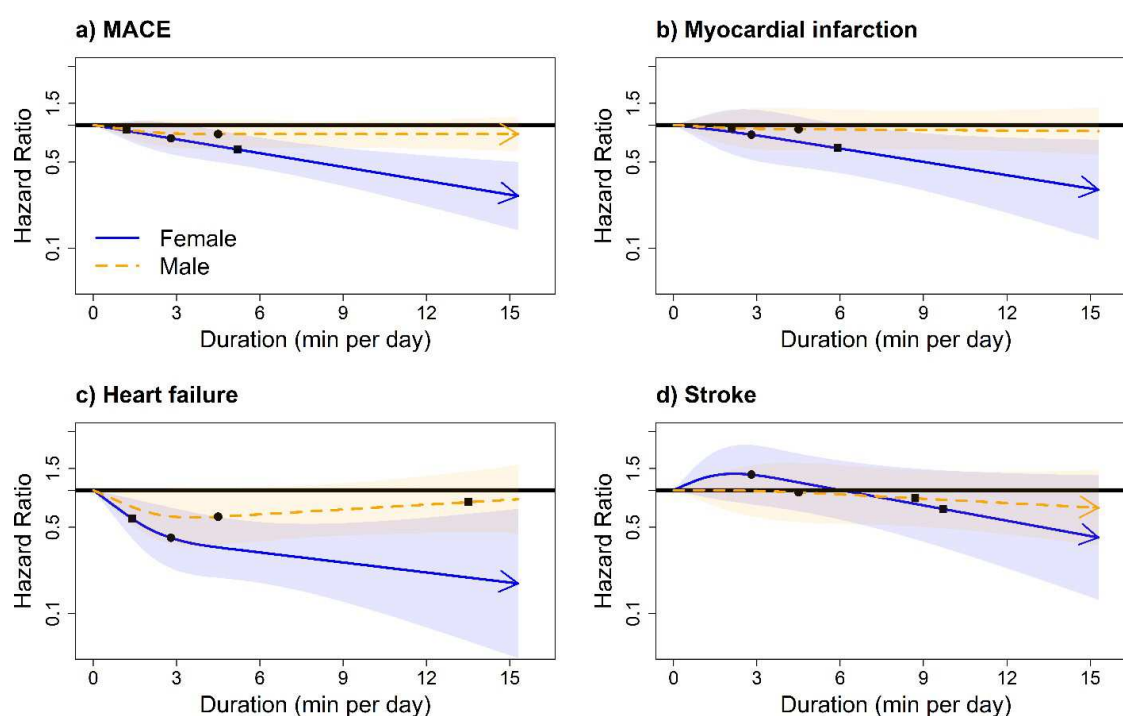 a) MACE
Hazard Ratio
1.5
0.5
0.1
Female
Male
0 3 6 9 12 15
Duration (min per day)
b) Myocardial infarction
Hazard Ratio
1.5
0.5
0.1
0 3 6 9 12 15
Duration (min per day)
c) Heart failure
Hazard Ratio
1.5
0.5
0.1
0 3 6 9 12 15
Duration (min per day)
d) Stroke
Hazard Ratio
1.5
0.5
0.1
0 3 6 9 12 15
Duration (min per day)